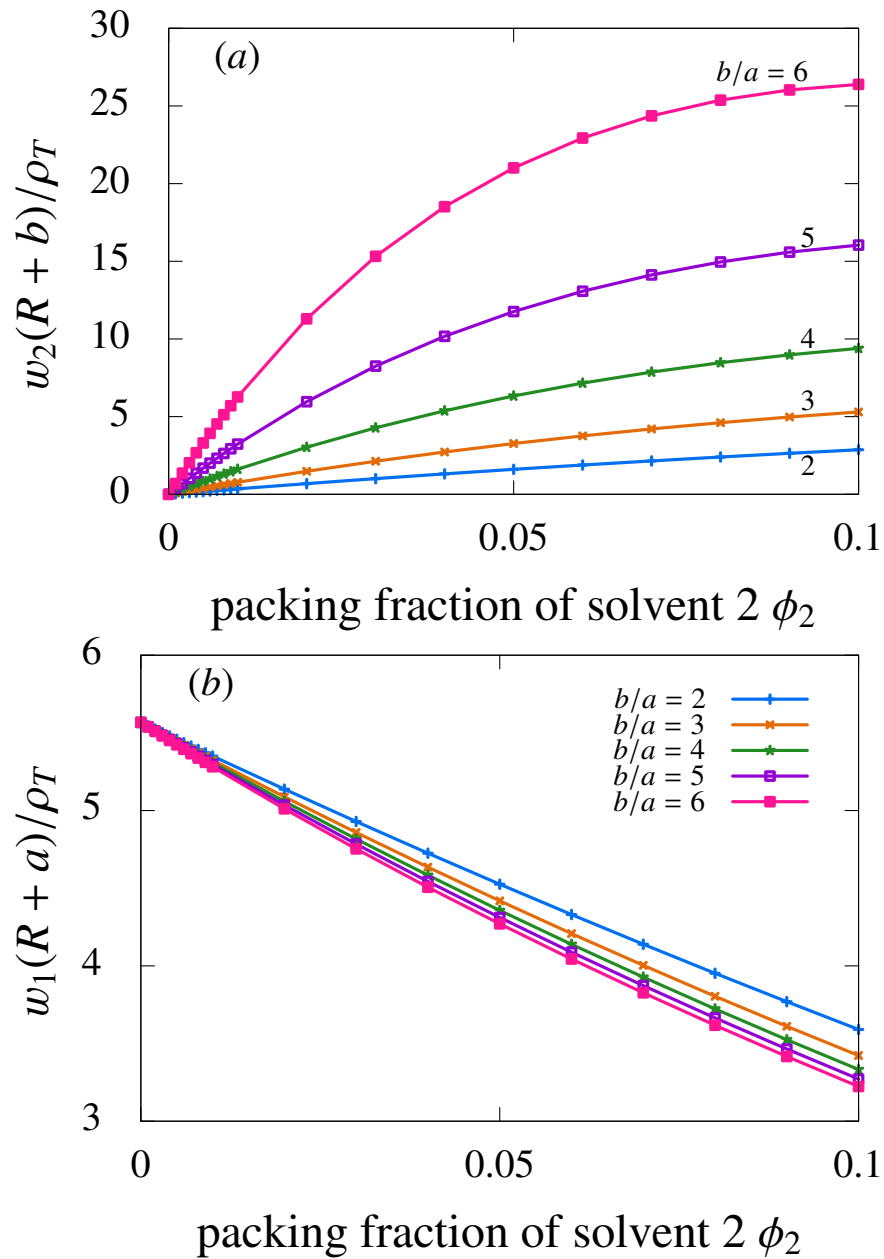 (a)
b/a = 6
5
4
3
2
30
25
20
15
10
5
0
w₂(R + b)/ρ_T
0 0.05 0.1
packing fraction of solvent 2 ϕ₂
(b)
b/a = 2
b/a = 3
b/a = 4
b/a = 5
b/a = 6
6
5
4
3
w₁(R + a)/ρ_T
0 0.05 0.1
packing fraction of solvent 2 ϕ₂